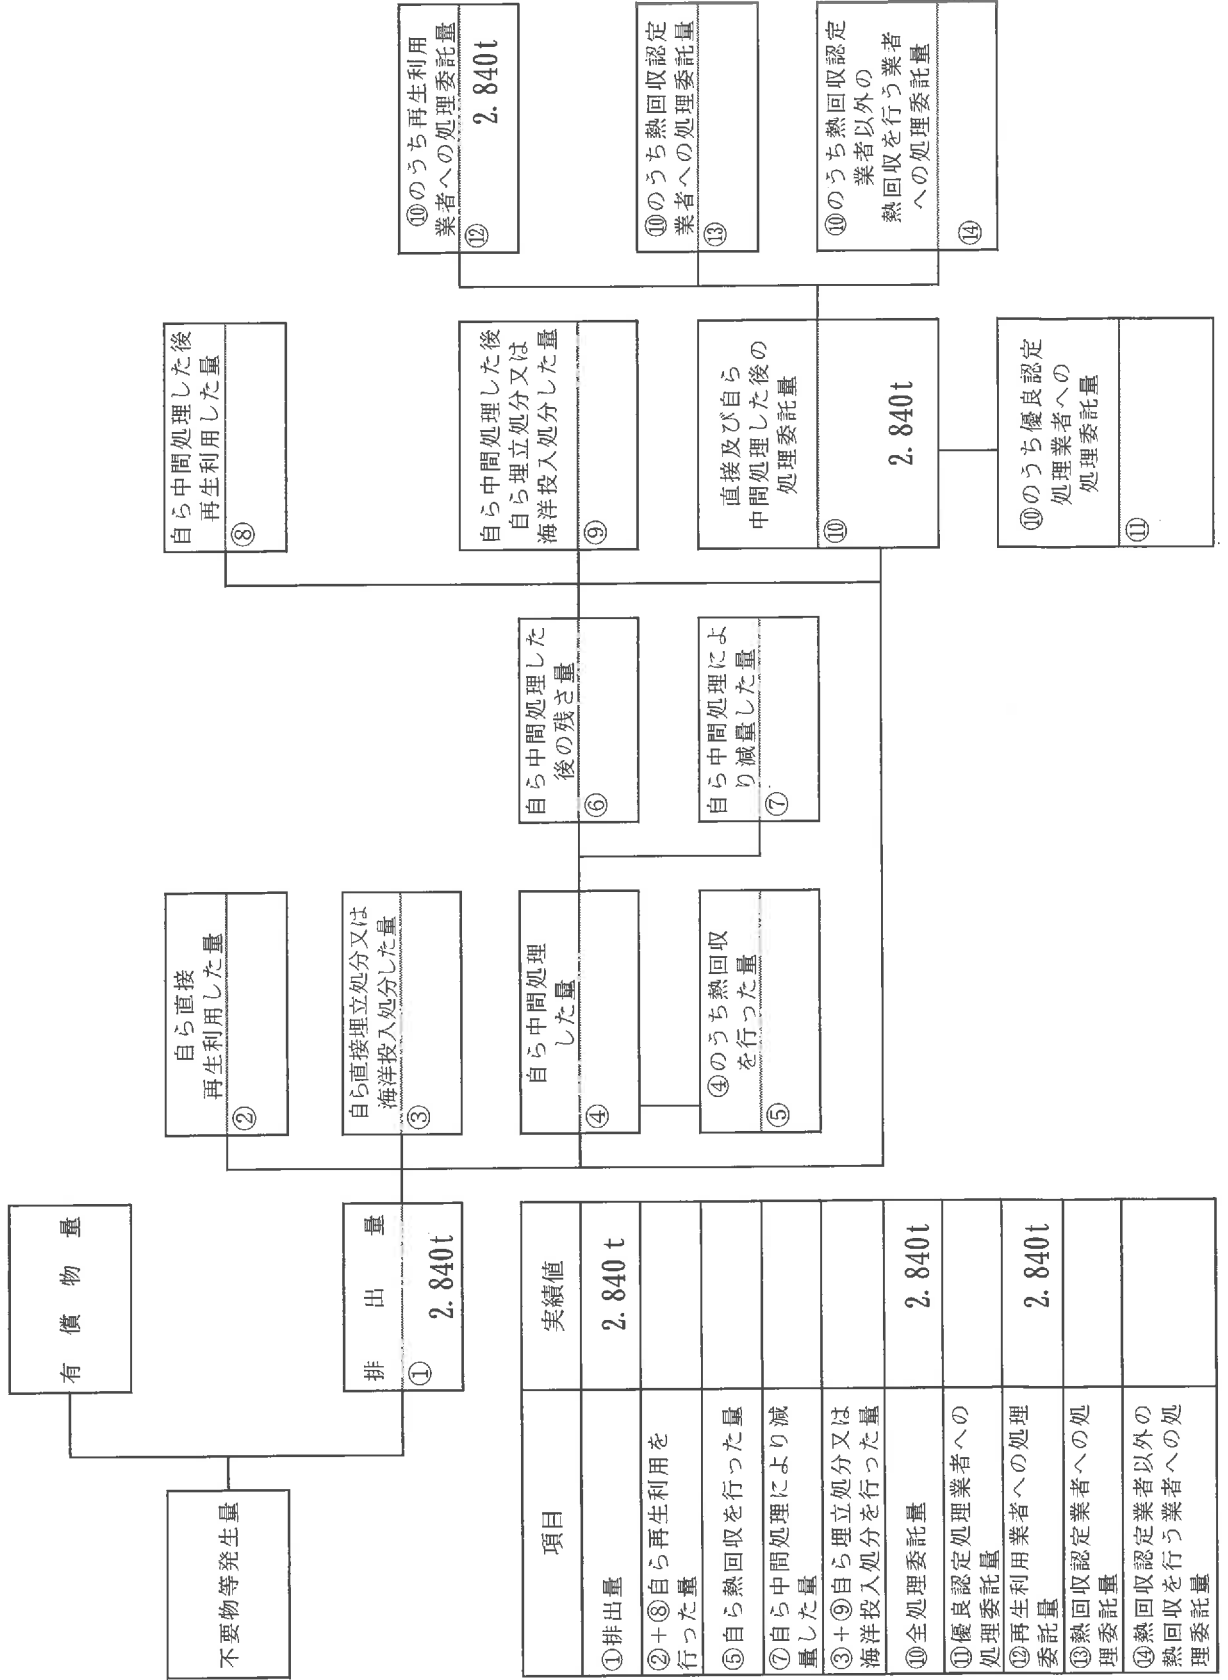 不要物等発生量
有償物量
排出量
① 2.840t
自ら直接
再生利用した量
②
自ら直接埋立処分又は
海洋投入処分した量
③
自ら中間処理
した量
④
④のうち熱回収
を行った量
⑤
自ら中間処理した
後の残さ量
⑥
自ら中間処理によ
り減量した量
⑦
自ら中間処理した後
再生利用した量
⑧
自ら中間処理した後
自ら埋立処分又は
海洋投入処分した量
⑨
直接及び自ら
中間処理した後の
処理委託量
⑩ 2.840t
⑩のうち優良認定
処理業者への
処理委託量
⑪
⑩のうち再生利用
業者への処理委託量
⑫ 2.840t
⑩のうち熱回収認定
業者への処理委託量
⑬
⑩のうち熱回収認定
業者以外の
熱回収を行う業者
への処理委託量
⑭
項目 実績値
①排出量 2.840t
②+⑧自ら再生利用を
行った量
⑤自ら熱回収を行った量
⑦自ら中間処理により減
量した量
③+⑨自ら埋立処分又は
海洋投入処分を行った量
⑩全処理委託量 2.840t
⑪優良認定処理業者への
処理委託量
⑫再生利用業者への処理
委託量 2.840t
⑬熱回収認定業者への処
理委託量
⑭熱回収認定業者以外の
熱回収を行う業者への処
理委託量